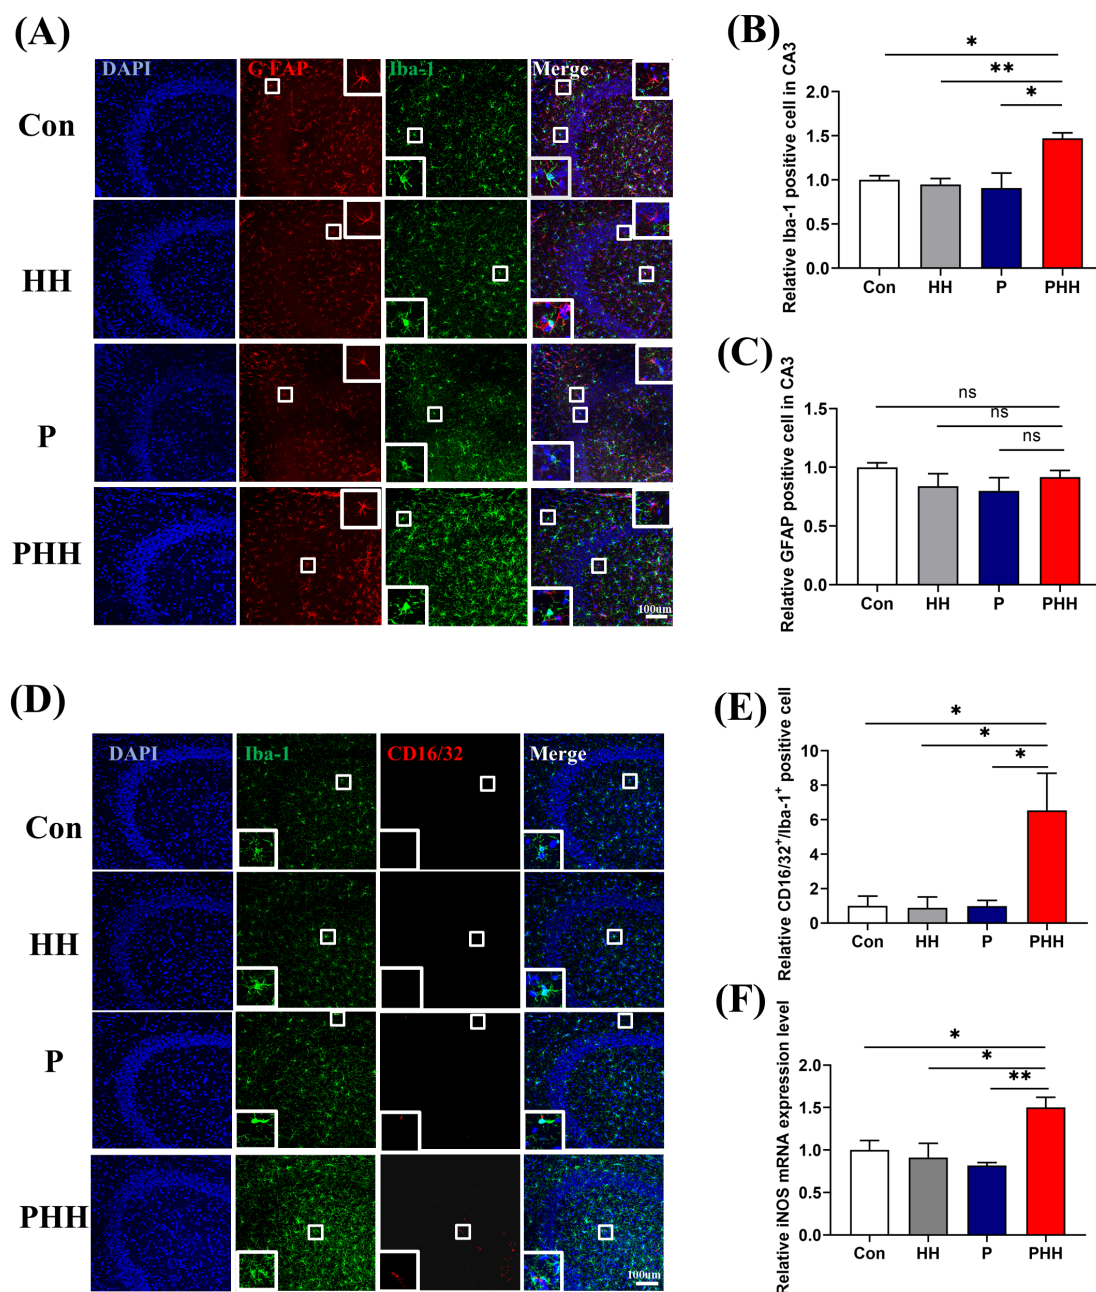 (A)
DAPI
G FAP
Iba-1
Merge
Con
HH
P
PHH
100um
(B)
Relative Iba-1 positive cell in CA3
2.0
1.5
1.0
0.5
0.0
*
**
*
Con
HH
P
PHH
(C)
Relative GFAP positive cell in CA3
1.5
1.0
0.5
0.0
ns
ns
ns
Con
HH
P
PHH
(D)
DAPI
Iba-1
CD16/32
Merge
Con
HH
P
PHH
100um
(E)
Relative CD16/32⁺/Iba-1⁺ positive cell
10
8
6
4
2
0
*
*
*
Con
HH
P
PHH
(F)
Relative iNOS mRNA expression level
2.0
1.5
1.0
0.5
0.0
*
*
**
Con
HH
P
PHH